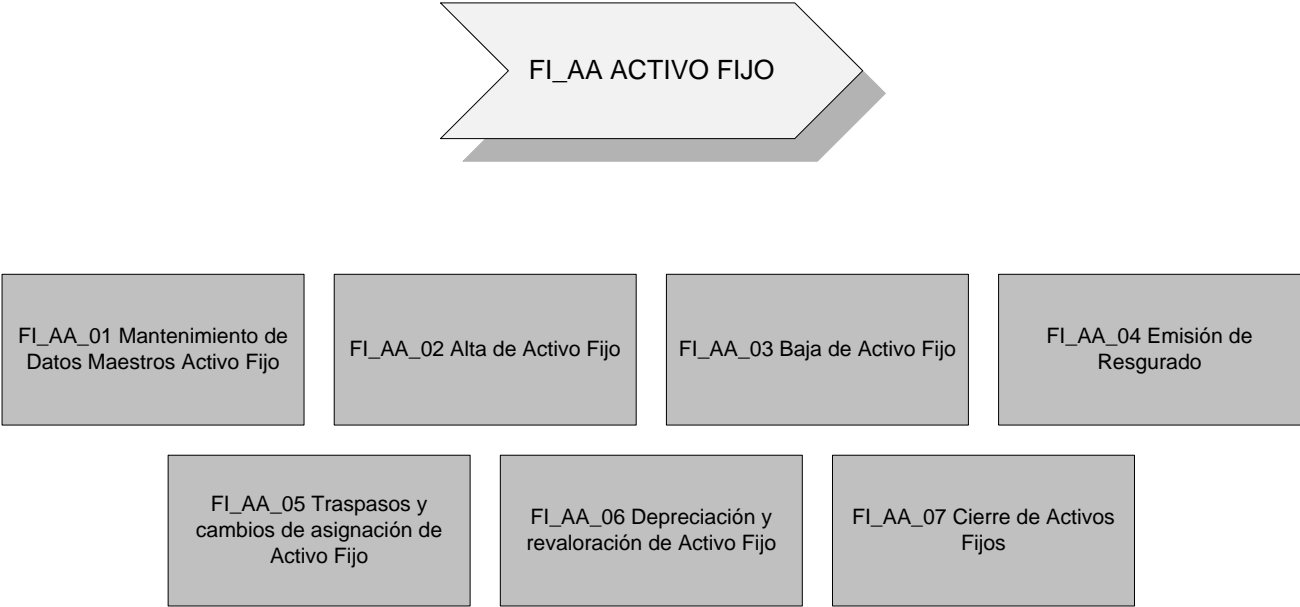 FI_AA ACTIVO FIJO
FI_AA_01 Mantenimiento de
Datos Maestros Activo Fijo
FI_AA_02 Alta de Activo Fijo
FI_AA_03 Baja de Activo Fijo
FI_AA_04 Emisión de
Resgurado
FI_AA_05 Traspasos y
cambios de asignación de
Activo Fijo
FI_AA_06 Depreciación y
revaloración de Activo Fijo
FI_AA_07 Cierre de Activos
Fijos